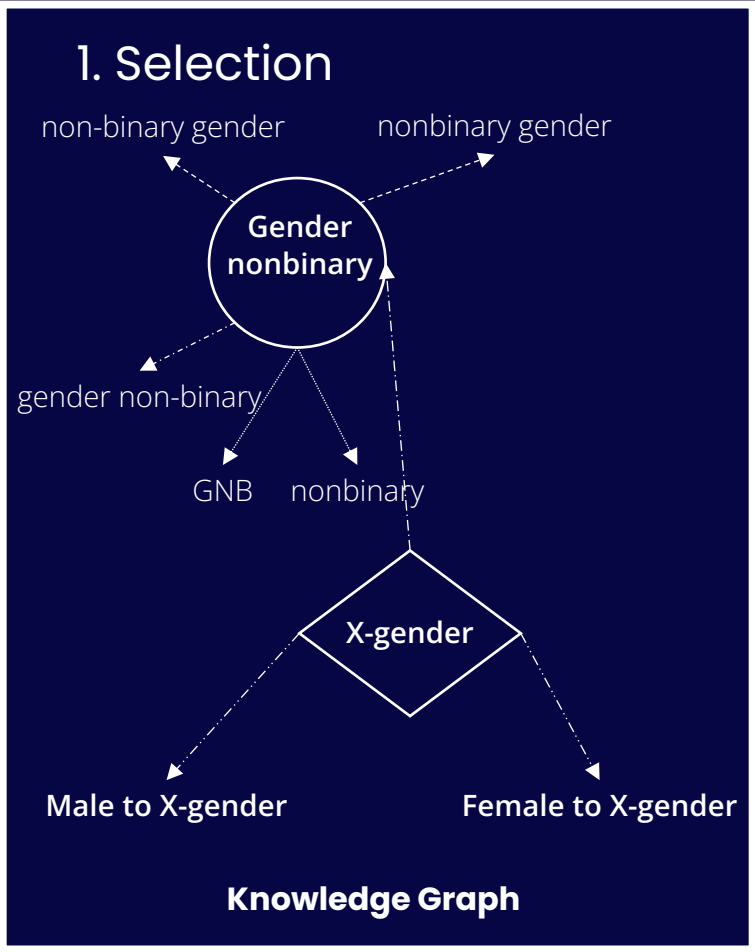 1. Selection
non-binary gender
nonbinary gender
Gender
nonbinary
gender non-binary
GNB
nonbinary
X-gender
Male to X-gender
Female to X-gender
Knowledge Graph